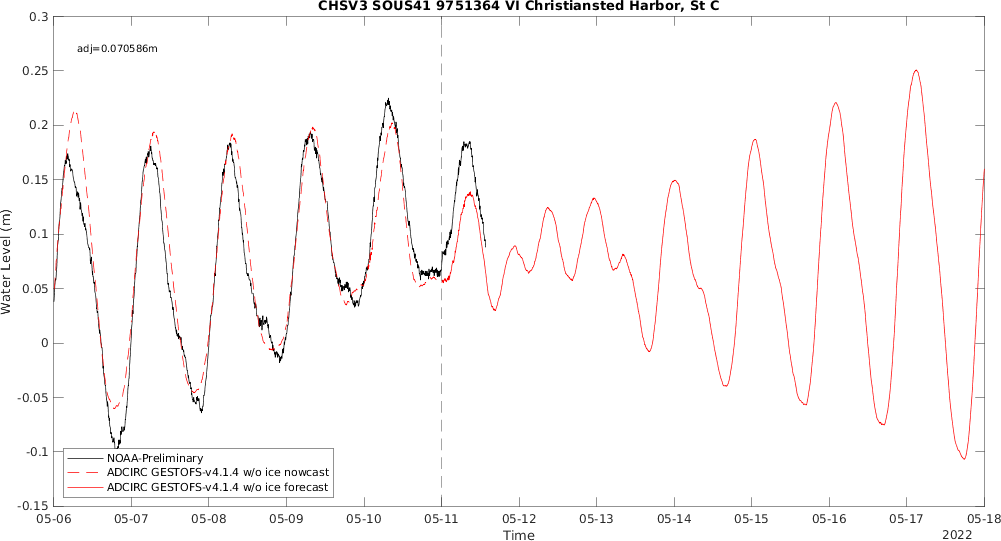 CHSV3 SOUS41 9751364 VI Christiansted Harbor, St C
adj=0.070586m
0.3
0.25
0.2
0.15
0.1
0.05
0
-0.05
-0.1
-0.15
Water Level (m)
NOAA-Preliminary
ADCIRC GESTOFS-v4.1.4 w/o ice nowcast
ADCIRC GESTOFS-v4.1.4 w/o ice forecast
05-06 05-07 05-08 05-09 05-10 05-11 05-12 05-13 05-14 05-15 05-16 05-17 05-18
Time
2022